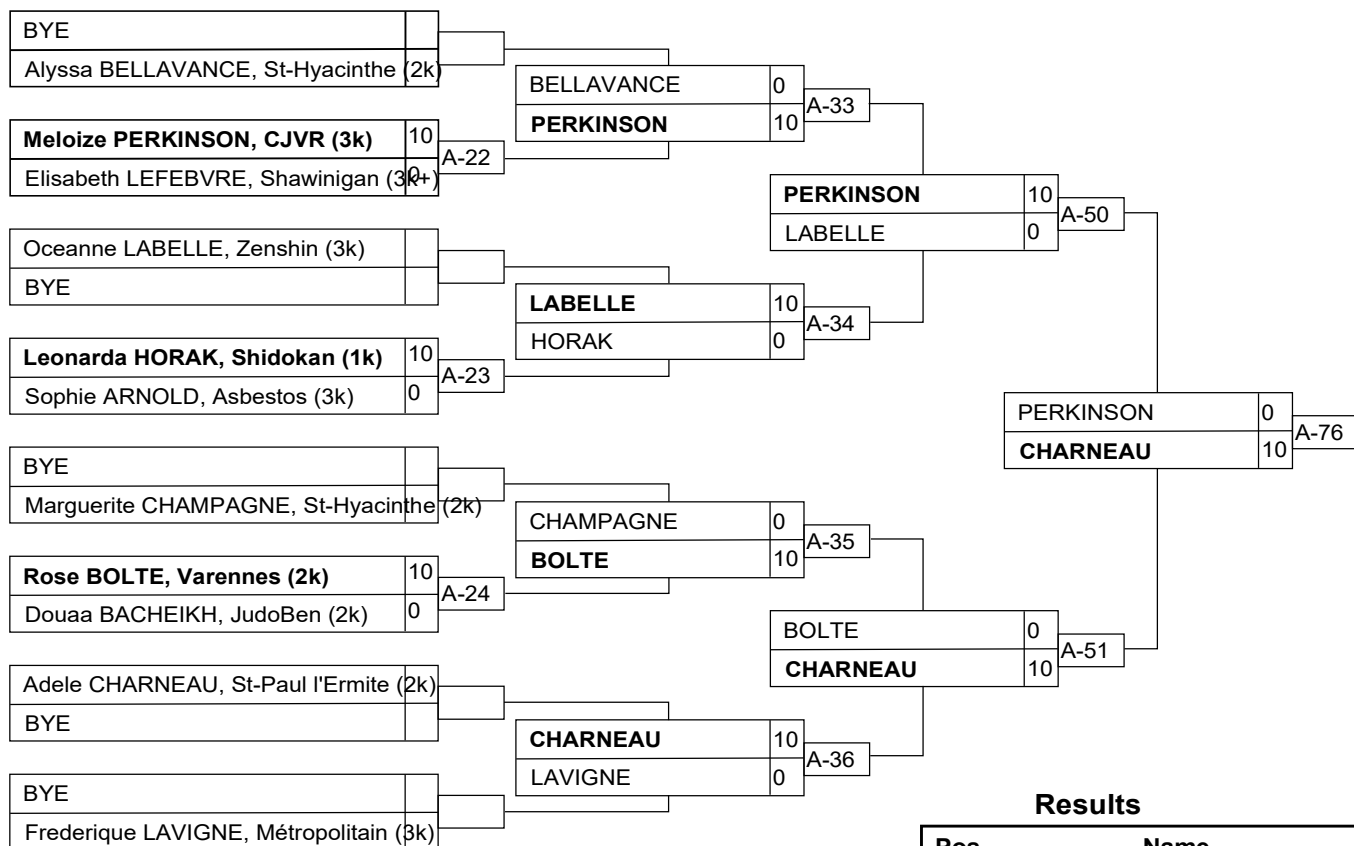 BYE
Alyssa BELLAVANCE, St-Hyacinthe (2k)
Meloize PERKINSON, CJVR (3k) 10
Elisabeth LEFEBVRE, Shawinigan (3k+) 0
A-22
Oceanne LABELLE, Zenshin (3k)
BYE
Leonarda HORAK, Shidokan (1k) 10
Sophie ARNOLD, Asbestos (3k) 0
A-23
BYE
Marguerite CHAMPAGNE, St-Hyacinthe (2k)
Rose BOLTE, Varennes (2k) 10
Douaa BACHEIKH, JudoBen (2k) 0
A-24
Adele CHARNEAU, St-Paul l'Ermite (2k)
BYE
BYE
Frederique LAVIGNE, Métropolitain (3k)
BELLAVANCE 0
PERKINSON 10
A-33
LABELLE 10
HORAK 0
A-34
CHAMPAGNE 0
BOLTE 10
A-35
CHARNEAU 10
LAVIGNE 0
A-36
PERKINSON 10
LABELLE 0
A-50
BOLTE 0
CHARNEAU 10
A-51
PERKINSON 0
CHARNEAU 10
A-76
Results
Pos Name